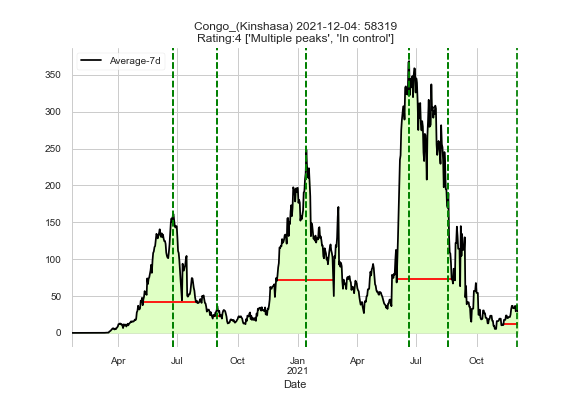 Congo_(Kinshasa) 2021-12-04: 58319
Rating:4 ['Multiple peaks', 'In control']
Average-7d
350
300
250
200
150
100
50
0
Apr Jul Oct Jan Apr Jul Oct
2021
Date